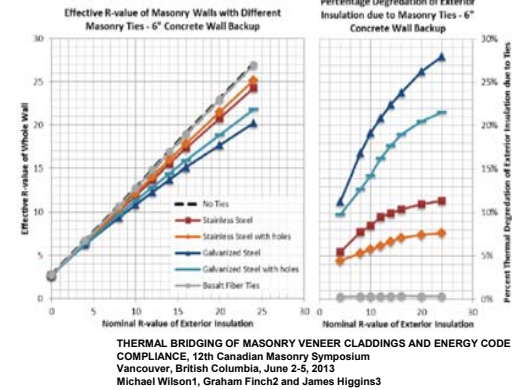 Effective R-value of Masonry Walls with Different
Masonry Ties - 6" Concrete Wall Backup
Effective R-value of Whole Wall
30
25
20
15
10
5
0
No Ties
Stainless Steel
Stainless Steel with holes
Galvanized Steel
Galvanized Steel with holes
Basalt Fiber Ties
0 5 10 15 20 25 30
Nominal R-value of Exterior Insulation
Percentage Degredation of Exterior
Insulation due to Masonry Ties - 6"
Concrete Wall Backup
30%
25%
20%
15%
10%
5%
0%
Percent Thermal Degredation of Exterior Insulation due to Ties
0 10 20 30
Nominal R-value of Exterior Insulation
THERMAL BRIDGING OF MASONRY VENEER CLADDINGS AND ENERGY CODE
COMPLIANCE, 12th Canadian Masonry Symposium
Vancouver, British Columbia, June 2-5, 2013
Michael Wilson1, Graham Finch2 and James Higgins3